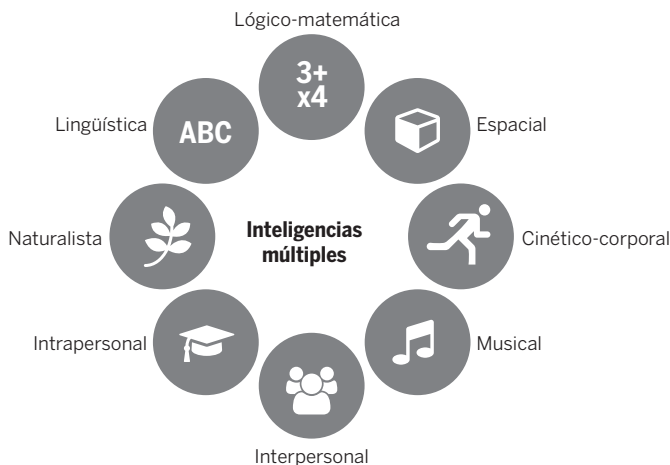 Lógico-matemática
3+
x4
Lingüística
ABC
Espacial
Naturalista
Inteligencias
múltiples
Cinético-corporal
Intrapersonal
Musical
Interpersonal